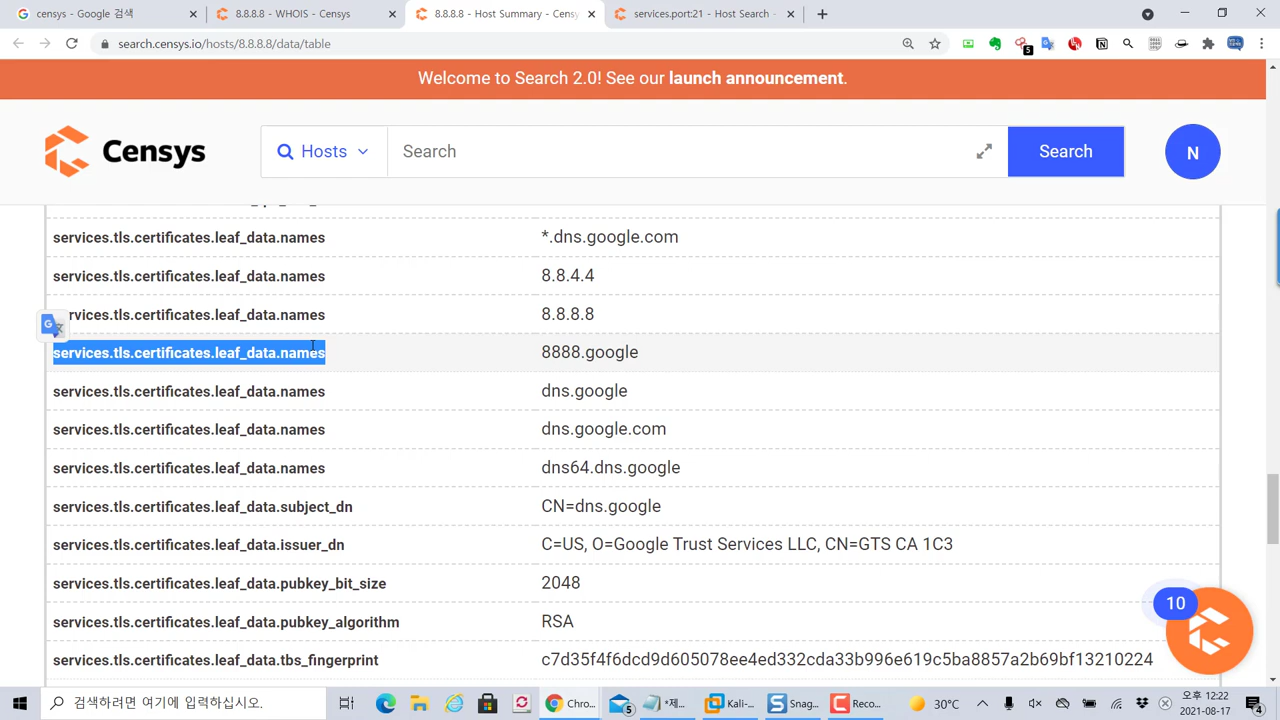 censys - Google 검색
8.8.8.8 - WHOIS - Censys
8.8.8.8 - Host Summary - Censy
services.port:21 - Host Search -
search.censys.io/hosts/8.8.8.8/data/table
5
Welcome to Search 2.0! See our launch announcement.
Censys
Hosts
Search
Search
N
services.tls.certificates.leaf_data.names *.dns.google.com
services.tls.certificates.leaf_data.names 8.8.4.4
rvices.tls.certificates.leaf_data.names 8.8.8.8
services.tls.certificates.leaf_data.names 8888.google
services.tls.certificates.leaf_data.names dns.google
services.tls.certificates.leaf_data.names dns.google.com
services.tls.certificates.leaf_data.names dns64.dns.google
services.tls.certificates.leaf_data.subject_dn CN=dns.google
services.tls.certificates.leaf_data.issuer_dn C=US, O=Google Trust Services LLC, CN=GTS CA 1C3
services.tls.certificates.leaf_data.pubkey_bit_size 2048
services.tls.certificates.leaf_data.pubkey_algorithm RSA
services.tls.certificates.leaf_data.tbs_fingerprint c7d35f4f6dcd9d605078ee4ed332cda33b996e619c5ba8857a2b69bf13210224
10
검색하려면 여기에 입력하십시오.
Chro...
5
*제...
Kali-...
Snag...
Reco...
30°C
오후 12:22
2021-08-17
4